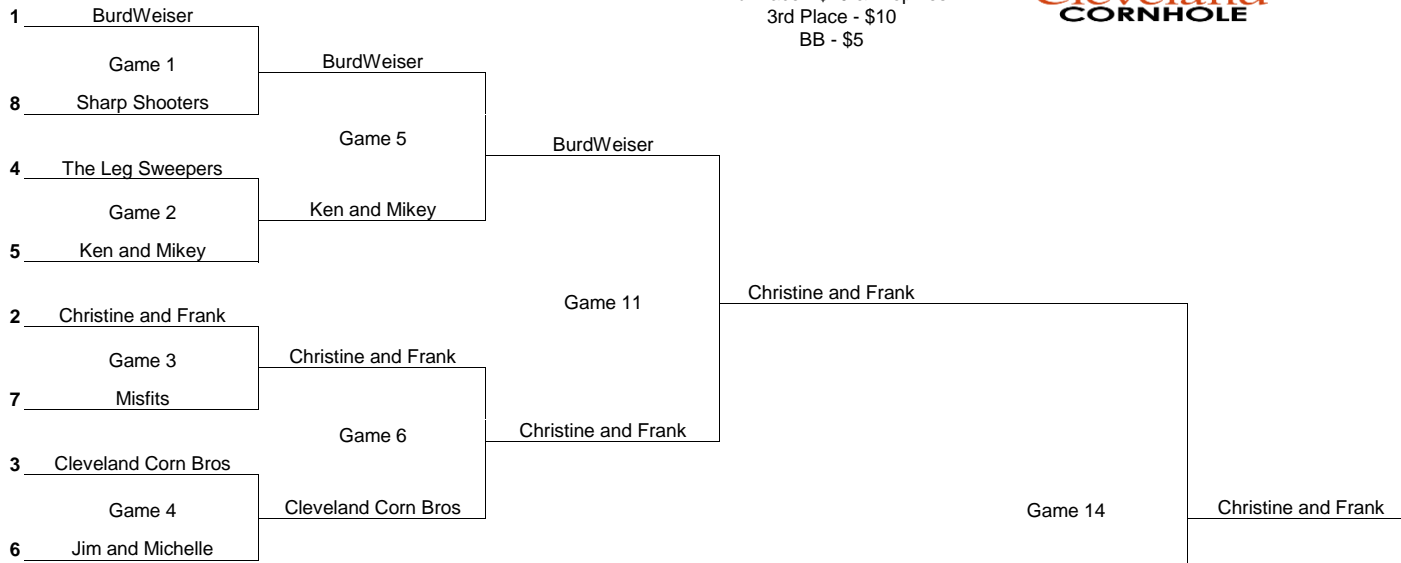 3rd Place - $10
BB - $5
CORNHOLE
1 BurdWeiser
Game 1
BurdWeiser
8 Sharp Shooters
Game 5
BurdWeiser
4 The Leg Sweepers
Game 2
Ken and Mikey
5 Ken and Mikey
Game 11
Christine and Frank
2 Christine and Frank
Game 3
Christine and Frank
7 Misfits
Game 6
Christine and Frank
3 Cleveland Corn Bros
Game 4
Cleveland Corn Bros
Game 14
Christine and Frank
6 Jim and Michelle